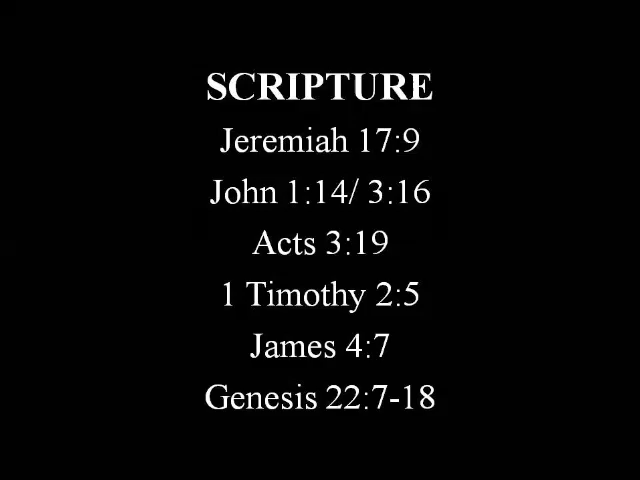 SCRIPTURE
Jeremiah 17:9
John 1:14/ 3:16
Acts 3:19
1 Timothy 2:5
James 4:7
Genesis 22:7-18